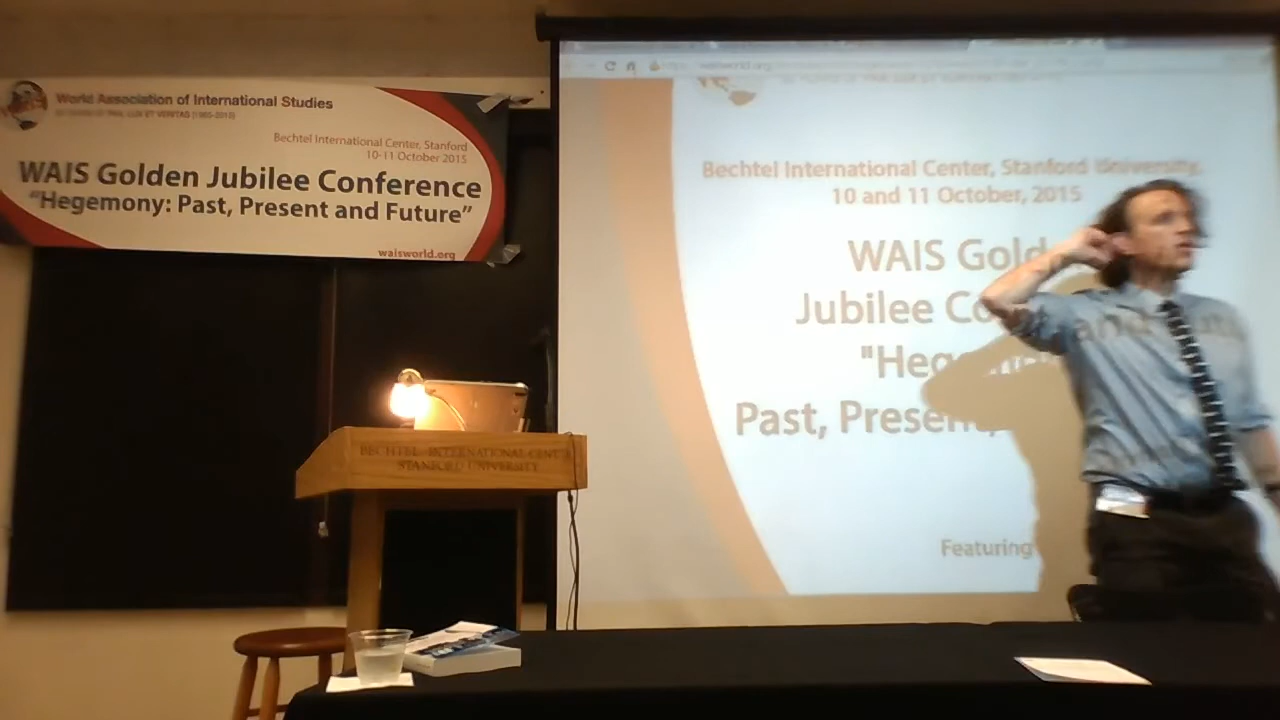 World Association of International Studies
Bechtel International Center, Stanford
10-11 October 2015
WAIS Golden Jubilee Conference
"Hegemony: Past, Present and Future"
waisworld.org
Bechtel International Center, Stanford University.
10 and 11 October, 2015
WAIS Gold
Jubilee Co
"Heg
Past, Present,
Featuring
BECHTEL INTERNATIONAL CENTER
STANFORD UNIVERSITY